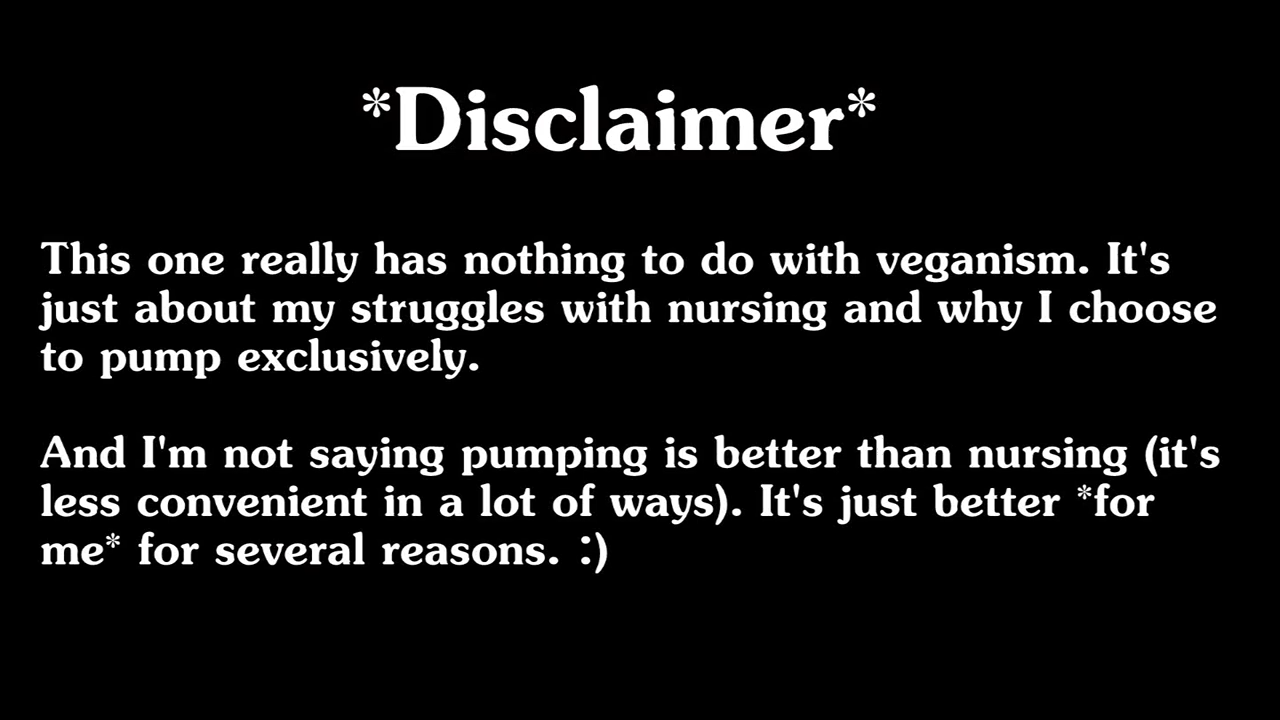 *Disclaimer*
This one really has nothing to do with veganism. It's
just about my struggles with nursing and why I choose
to pump exclusively.
And I'm not saying pumping is better than nursing (it's
less convenient in a lot of ways). It's just better *for
me* for several reasons. :)